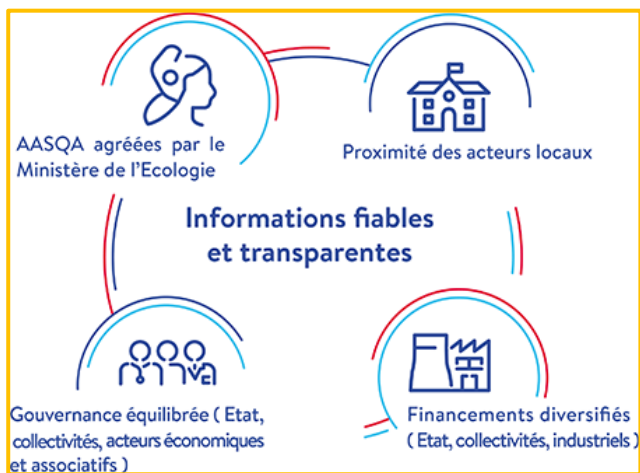 AASQA agréées par le
Ministère de l'Ecologie
Proximité des acteurs locaux
Informations fiables
et transparentes
Gouvernance équilibrée ( Etat,
collectivités, acteurs économiques
et associatifs )
Financements diversifiés
( Etat, collectivités, industriels )